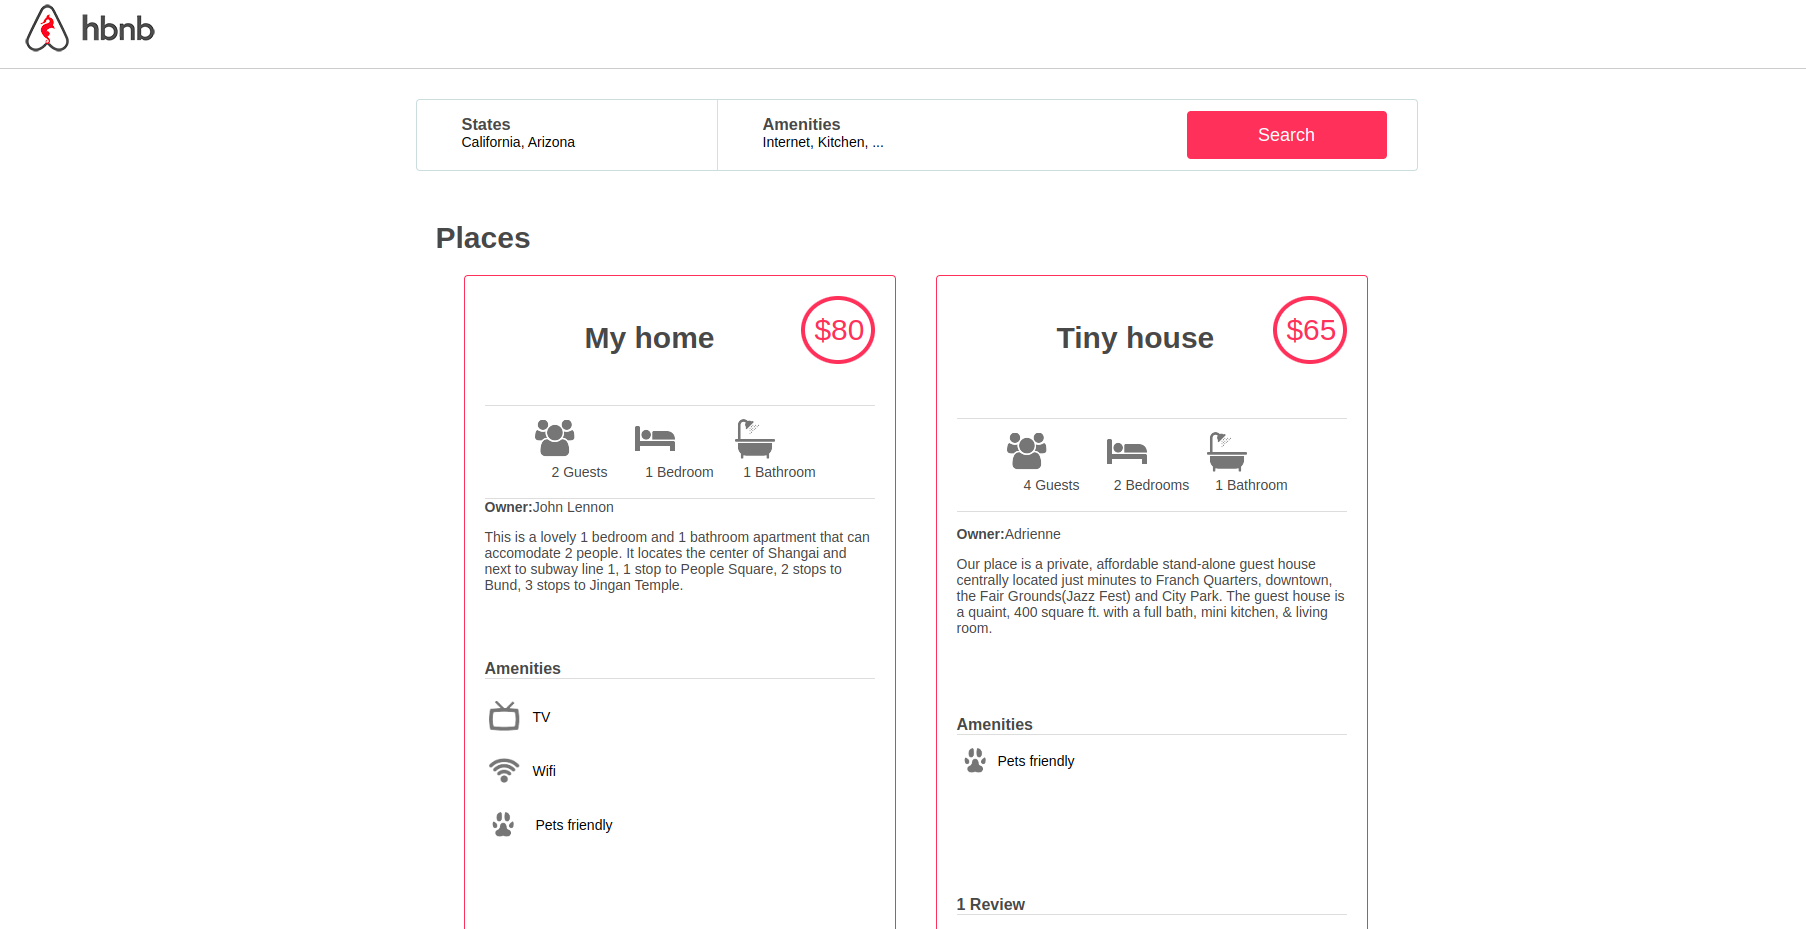 hbnb
States
California, Arizona
Amenities
Internet, Kitchen, ...
Search
Places
My home
$80
2 Guests
1 Bedroom
1 Bathroom
Owner:John Lennon
This is a lovely 1 bedroom and 1 bathroom apartment that can
accomodate 2 people. It locates the center of Shangai and
next to subway line 1, 1 stop to People Square, 2 stops to
Bund, 3 stops to Jingan Temple.
Amenities
TV
Wifi
Pets friendly
Tiny house
$65
4 Guests
2 Bedrooms
1 Bathroom
Owner:Adrienne
Our place is a private, affordable stand-alone guest house
centrally located just minutes to Franch Quarters, downtown,
the Fair Grounds(Jazz Fest) and City Park. The guest house is
a quaint, 400 square ft. with a full bath, mini kitchen, & living
room.
Amenities
Pets friendly
1 Review